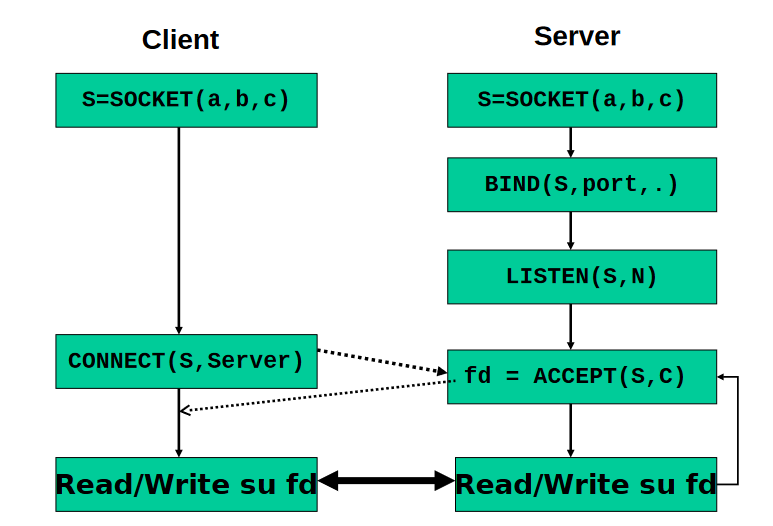 Client
Server
S=SOCKET(a,b,c)
S=SOCKET(a,b,c)
BIND(S,port,.)
LISTEN(S,N)
CONNECT(S,Server)
fd = ACCEPT(S,C)
Read/Write su fd
Read/Write su fd